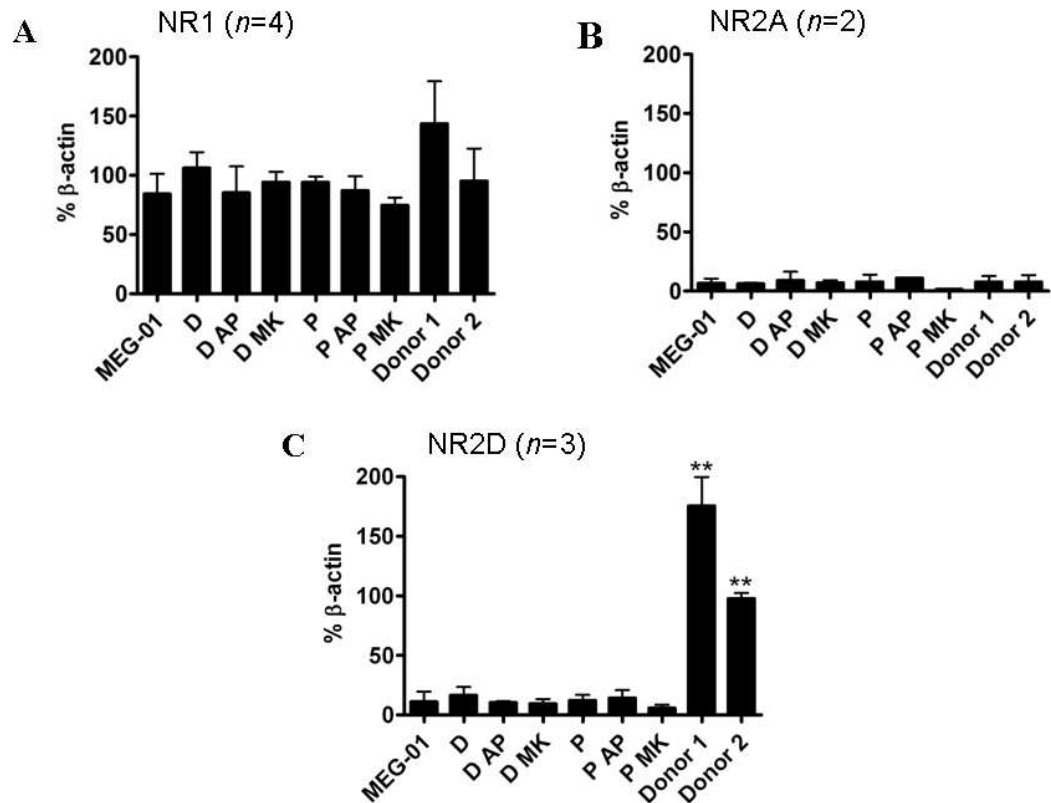 A
NR1 (n=4)
200
150
100
50
0
% β-actin
MEG-01
D
D AP
D MK
P
P AP
P MK
Donor 1
Donor 2
B
NR2A (n=2)
200
150
100
50
0
% β-actin
MEG-01
D
D AP
D MK
P
P AP
P MK
Donor 1
Donor 2
C
NR2D (n=3)
200
150
100
50
0
% β-actin
**
**
MEG-01
D
D AP
D MK
P
P AP
P MK
Donor 1
Donor 2